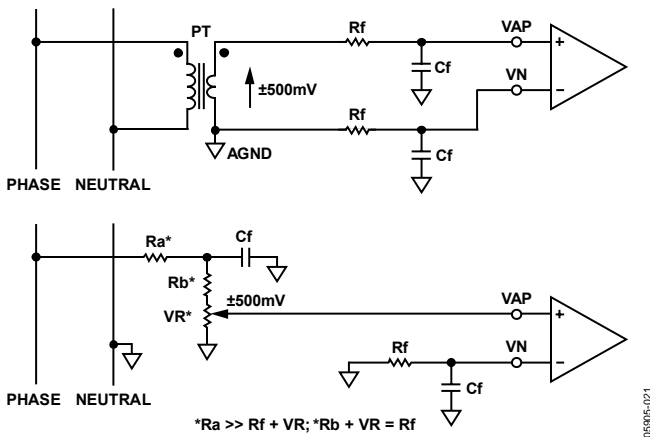 PT
Rf
VAP
+
Cf
±500mV
VN
−
Rf
Cf
AGND
PHASE NEUTRAL
Ra*
Cf
Rb*
±500mV
VR*
VAP
+
Rf
VN
−
Cf
PHASE NEUTRAL
*Ra >> Rf + VR; *Rb + VR = Rf
05905-021